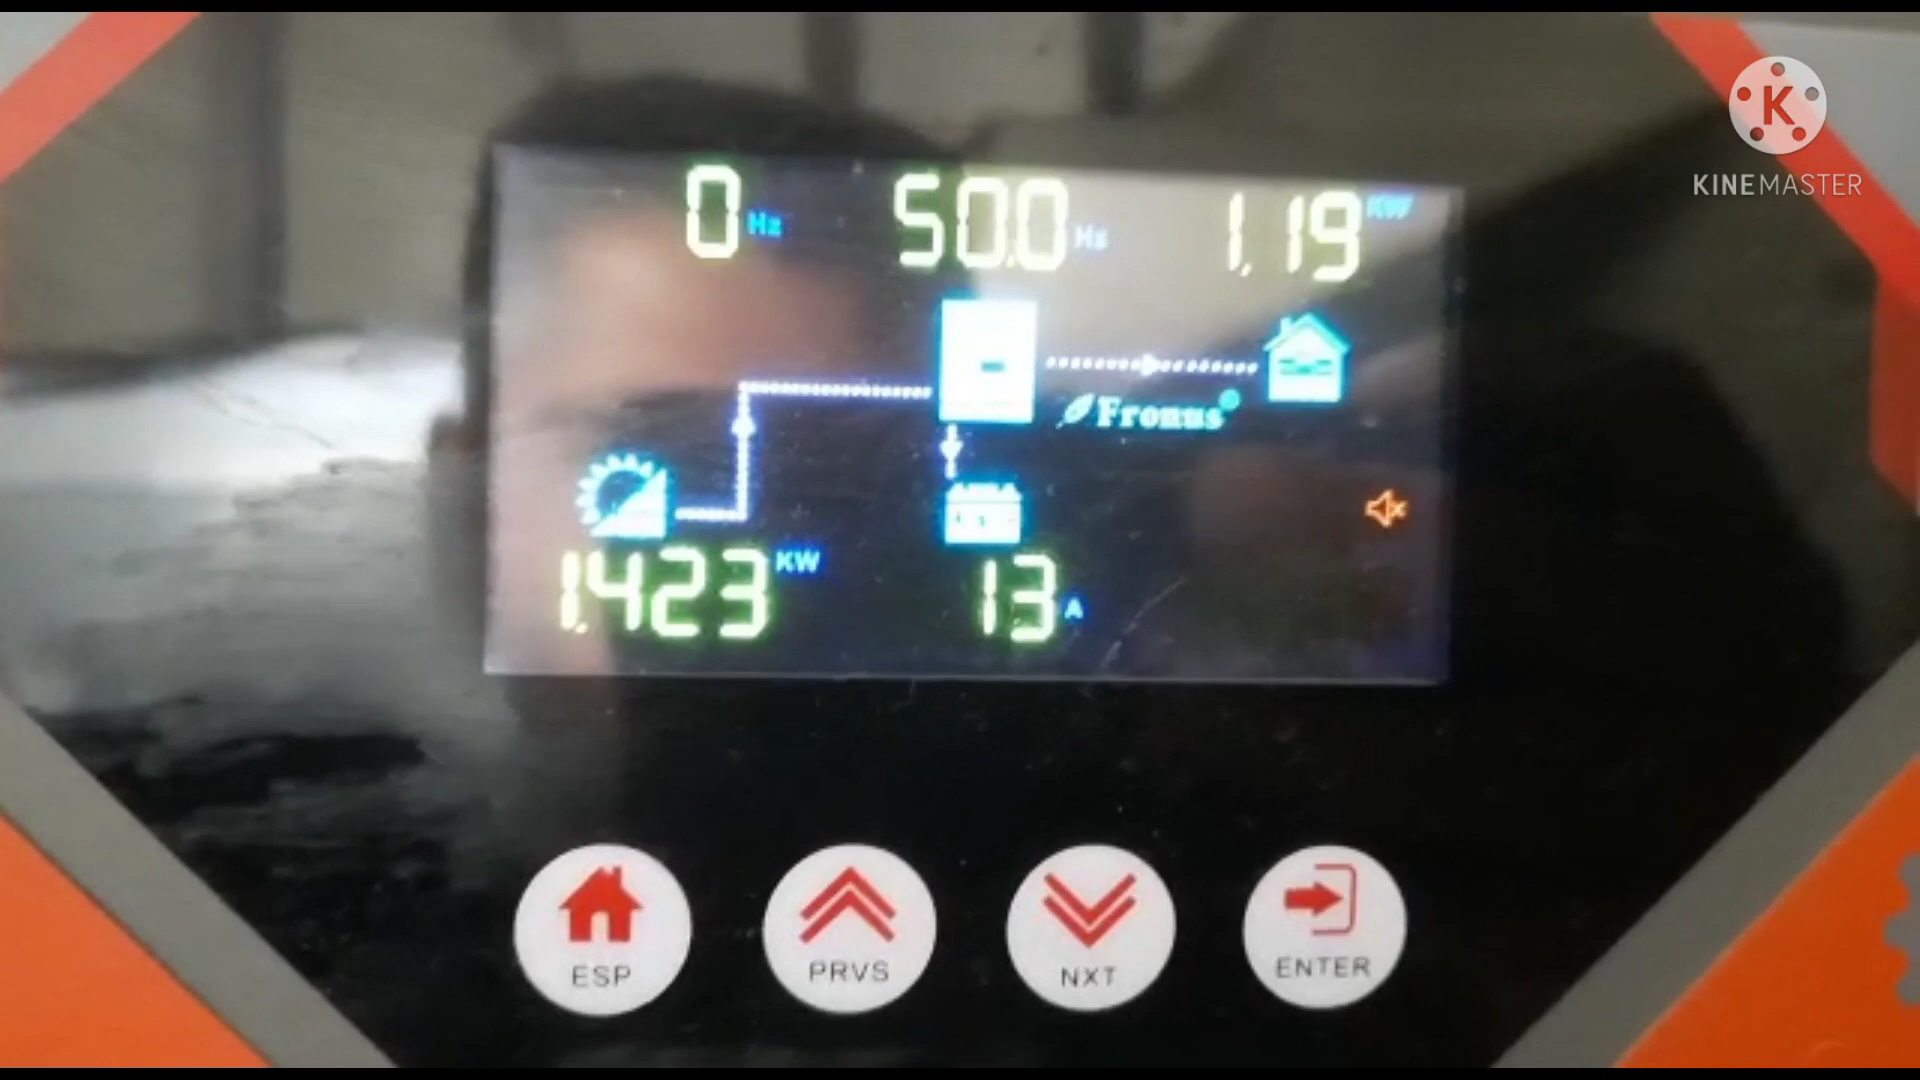 0 Hz 50.0 Hz 1.19 KW
Fronus
1.423 KW 13 A
ESP PRVS NXT ENTER
K
KINEMASTER